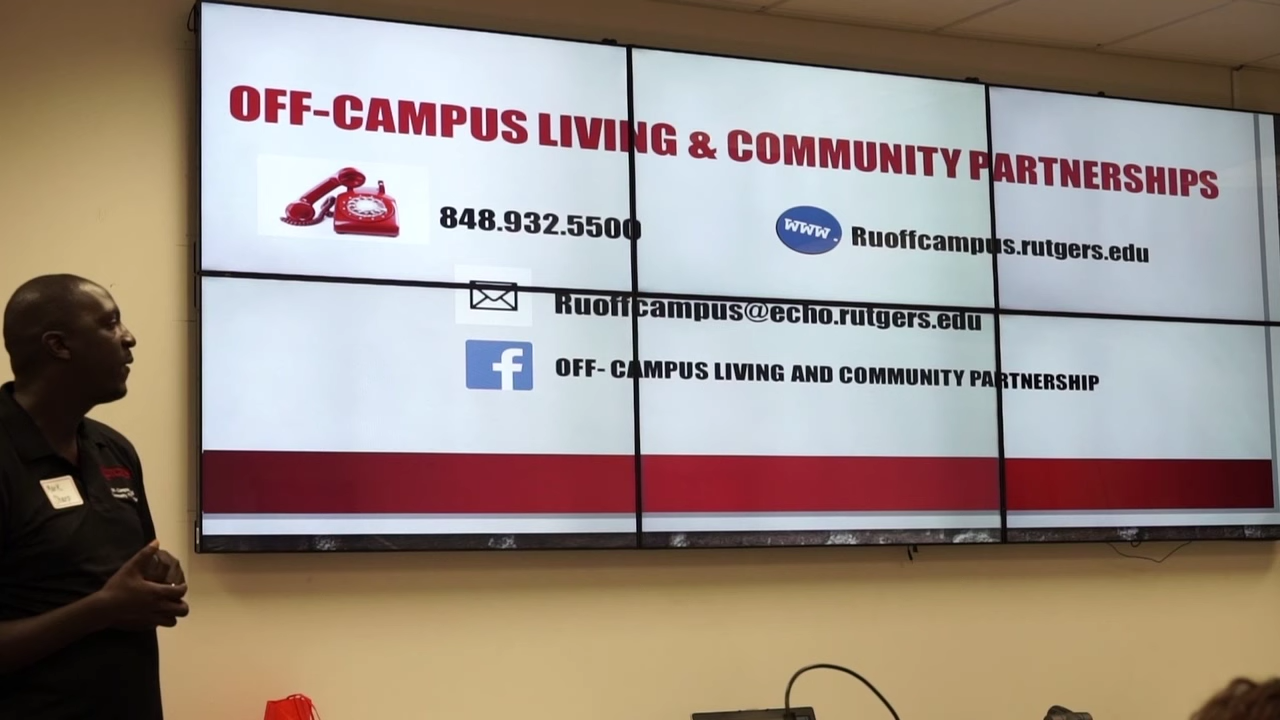 OFF-CAMPUS LIVING & COMMUNITY PARTNERSHIPS
848.932.5500
www.
Ruoffcampus.rutgers.edu
Ruoffcampus@echo.rutgers.edu
f
OFF- CAMPUS LIVING AND COMMUNITY PARTNERSHIP